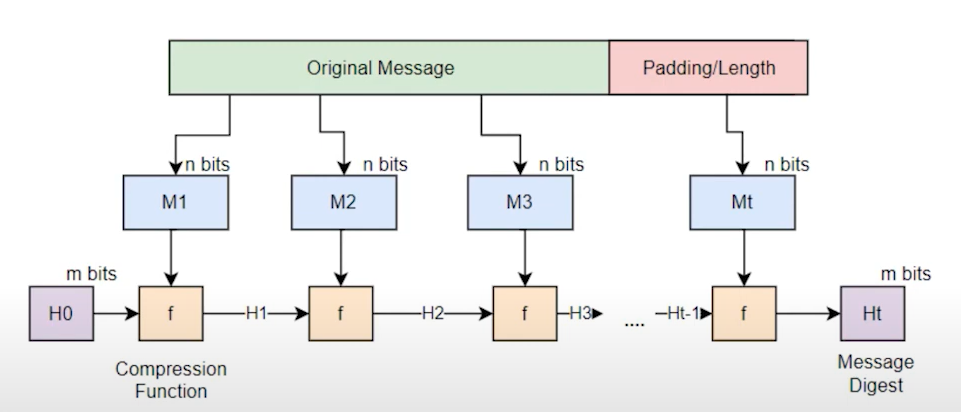 Original Message
Padding/Length
n bits
n bits
n bits
n bits
M1
M2
M3
Mt
m bits
m bits
H0
f
H1
f
H2
f
H3
....
Ht-1
f
Ht
Compression
Function
Message
Digest